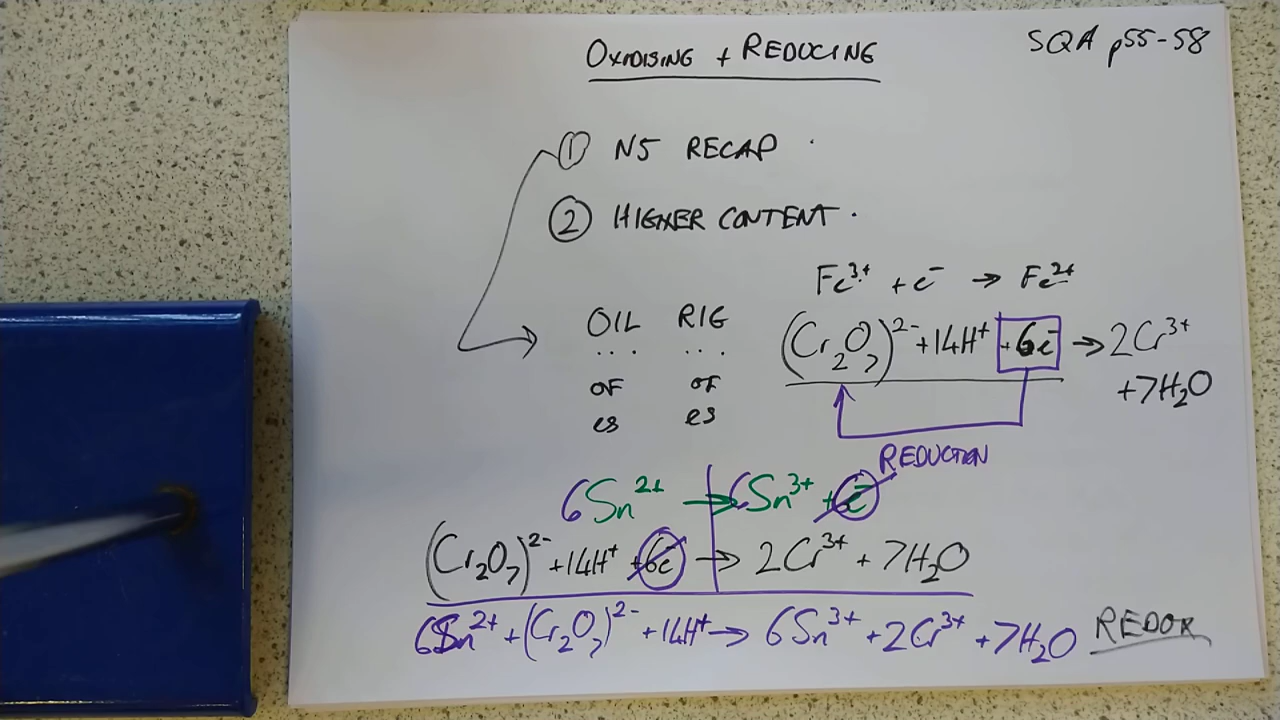 OXIDISING + REDUCING
SQA p55-58
① N5 RECAP
② HIGHER CONTENT.
Fe³⁺ + e⁻ → Fe²⁺
OIL RIG
... ...
OF OF
es es
(Cr₂O₇)²⁻ + 14H⁺ + 6e⁻ → 2Cr³⁺
+ 7H₂O
REDUCTION
6Sn²⁺ → 6Sn³⁺ + e⁻
(Cr₂O₇)²⁻ + 14H⁺ + 6e → 2Cr³⁺ + 7H₂O
6Sn²⁺ + (Cr₂O₇)²⁻ + 14H⁺ → 6Sn³⁺ + 2Cr³⁺ + 7H₂O
REDOX